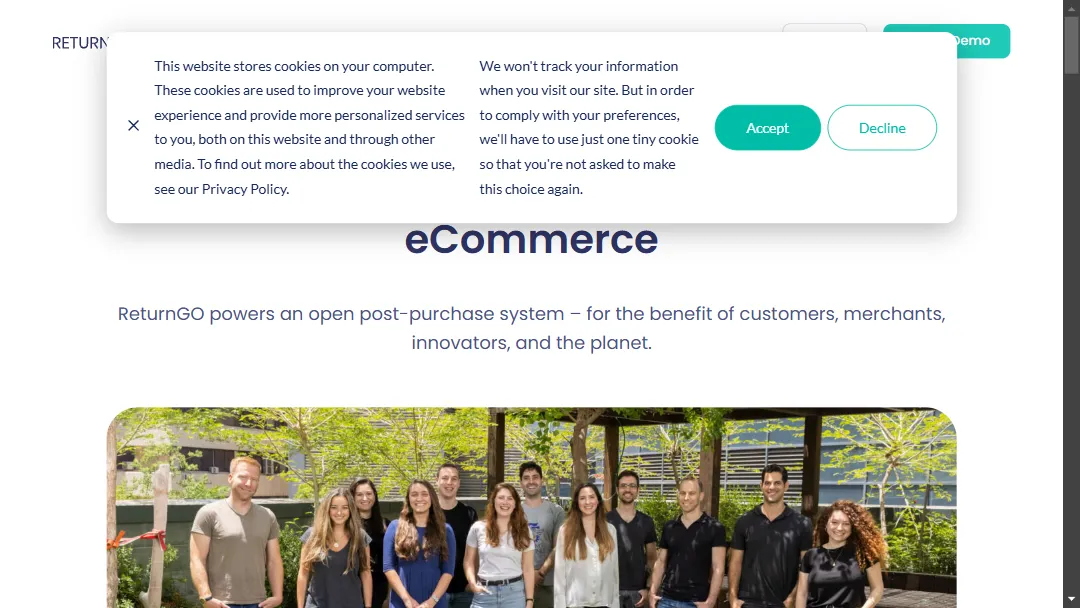 RETURN
Demo
This website stores cookies on your computer.
These cookies are used to improve your website
experience and provide more personalized services
to you, both on this website and through other
media. To find out more about the cookies we use,
see our Privacy Policy.
We won't track your information
when you visit our site. But in order
to comply with your preferences,
we'll have to use just one tiny cookie
so that you're not asked to make
this choice again.
Accept
Decline
eCommerce
ReturnGO powers an open post-purchase system – for the benefit of customers, merchants,
innovators, and the planet.